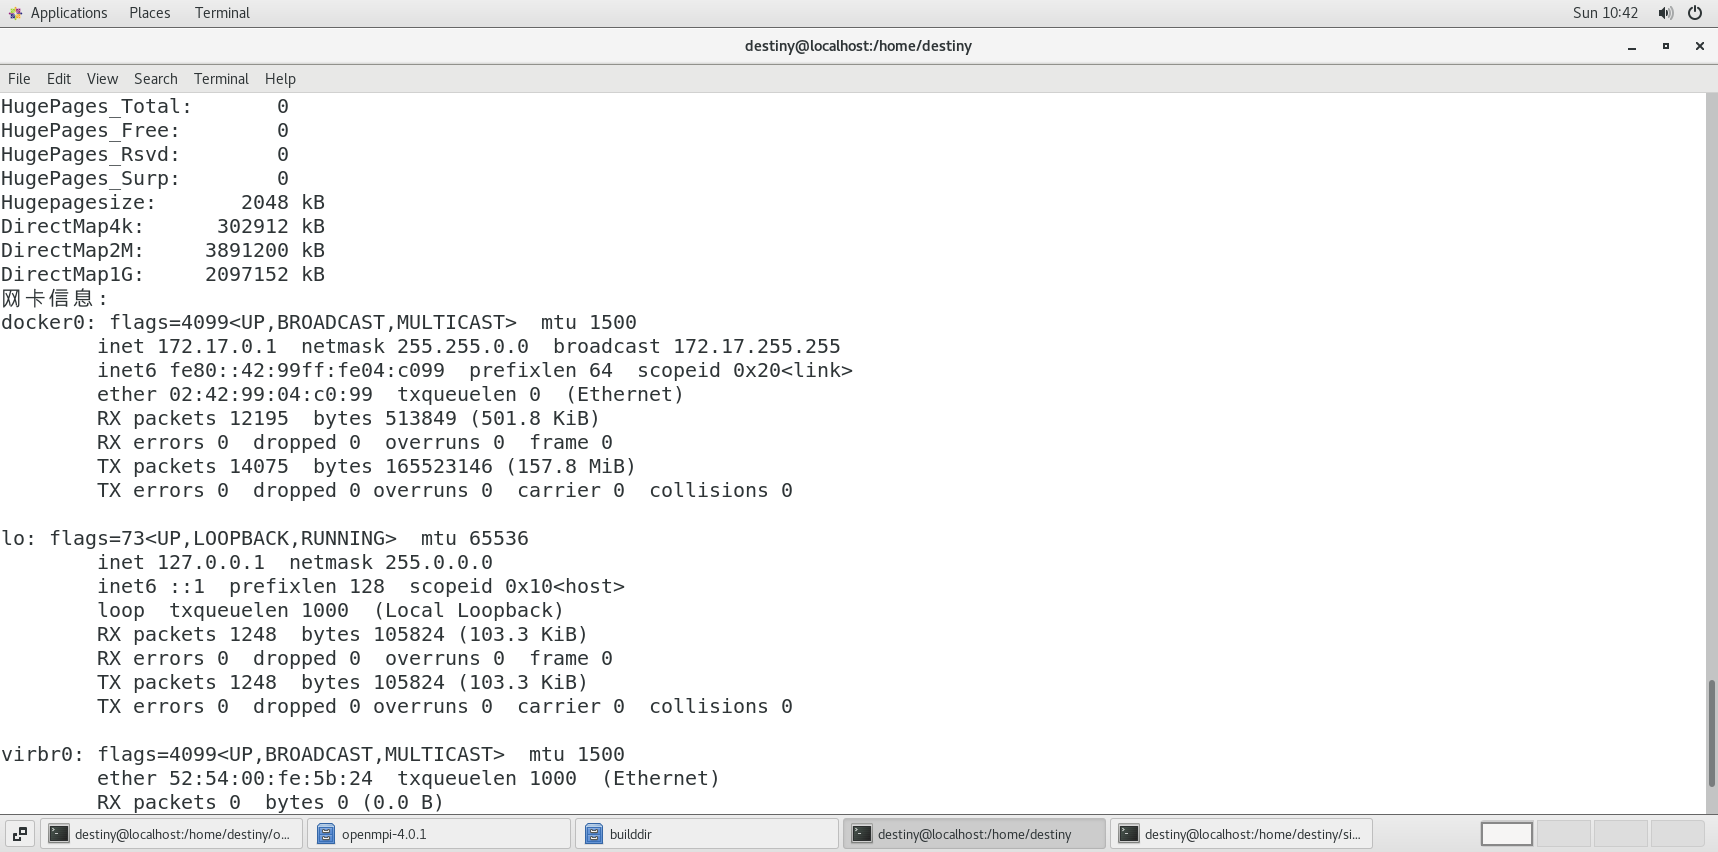 Applications Places Terminal Sun 10:42
destiny@localhost:/home/destiny
File Edit View Search Terminal Help
HugePages_Total:       0
HugePages_Free:        0
HugePages_Rsvd:        0
HugePages_Surp:        0
Hugepagesize:       2048 kB
DirectMap4k:      302912 kB
DirectMap2M:     3891200 kB
DirectMap1G:     2097152 kB
网卡信息:
docker0: flags=4099<UP,BROADCAST,MULTICAST>  mtu 1500
        inet 172.17.0.1  netmask 255.255.0.0  broadcast 172.17.255.255
        inet6 fe80::42:99ff:fe04:c099  prefixlen 64  scopeid 0x20<link>
        ether 02:42:99:04:c0:99  txqueuelen 0  (Ethernet)
        RX packets 12195  bytes 513849 (501.8 KiB)
        RX errors 0  dropped 0  overruns 0  frame 0
        TX packets 14075  bytes 165523146 (157.8 MiB)
        TX errors 0  dropped 0 overruns 0  carrier 0  collisions 0
lo: flags=73<UP,LOOPBACK,RUNNING>  mtu 65536
        inet 127.0.0.1  netmask 255.0.0.0
        inet6 ::1  prefixlen 128  scopeid 0x10<host>
        loop  txqueuelen 1000  (Local Loopback)
        RX packets 1248  bytes 105824 (103.3 KiB)
        RX errors 0  dropped 0  overruns 0  frame 0
        TX packets 1248  bytes 105824 (103.3 KiB)
        TX errors 0  dropped 0 overruns 0  carrier 0  collisions 0
virbr0: flags=4099<UP,BROADCAST,MULTICAST>  mtu 1500
        ether 52:54:00:fe:5b:24  txqueuelen 1000  (Ethernet)
        RX packets 0  bytes 0 (0.0 B)
destiny@localhost:/home/destiny/o... openmpi-4.0.1 builddir destiny@localhost:/home/destiny destiny@localhost:/home/destiny/si...